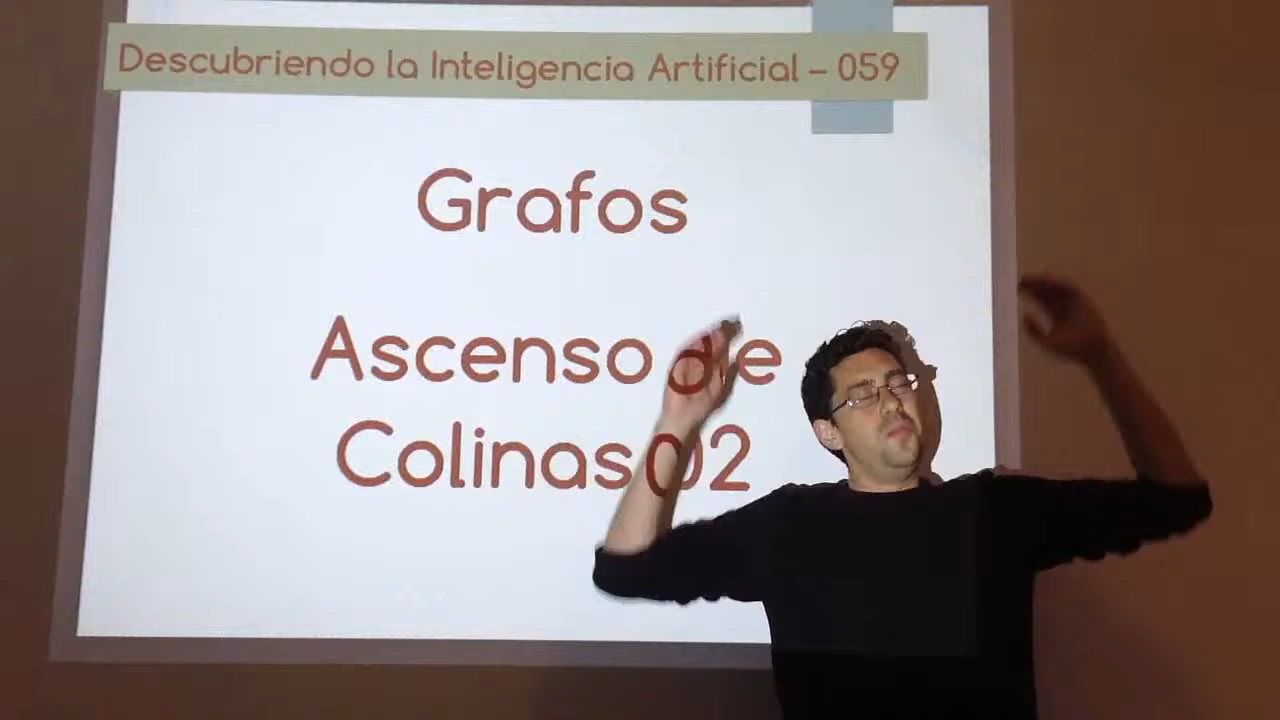 Descubriendo la Inteligencia Artificial – 059
Grafos
Ascenso de
Colinas 02